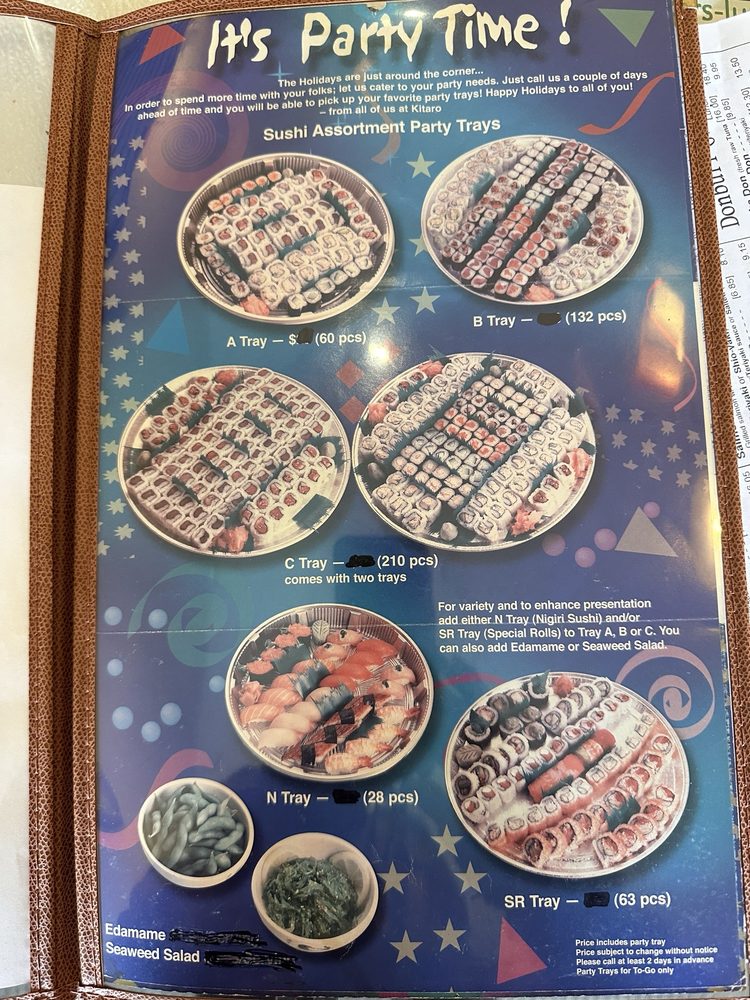 It's Party Time !
The Holidays are just around the corner...
In order to spend more time with your folks; let us cater to your party needs. Just call us a couple of days
ahead of time and you will be able to pick up your favorite party trays! Happy Holidays to all of you!
– from all of us at Kitaro
Sushi Assortment Party Trays
A Tray – $ (60 pcs)
B Tray – (132 pcs)
C Tray – (210 pcs)
comes with two trays
For variety and to enhance presentation
add either N Tray (Nigiri Sushi) and/or
SR Tray (Special Rolls) to Tray A, B or C. You
can also add Edamame or Seaweed Salad.
N Tray – (28 pcs)
SR Tray – (63 pcs)
Edamame
Seaweed Salad
Price includes party tray
Price subject to change without notice
Please call at least 2 days in advance
Party Trays for To-Go only
Donburi